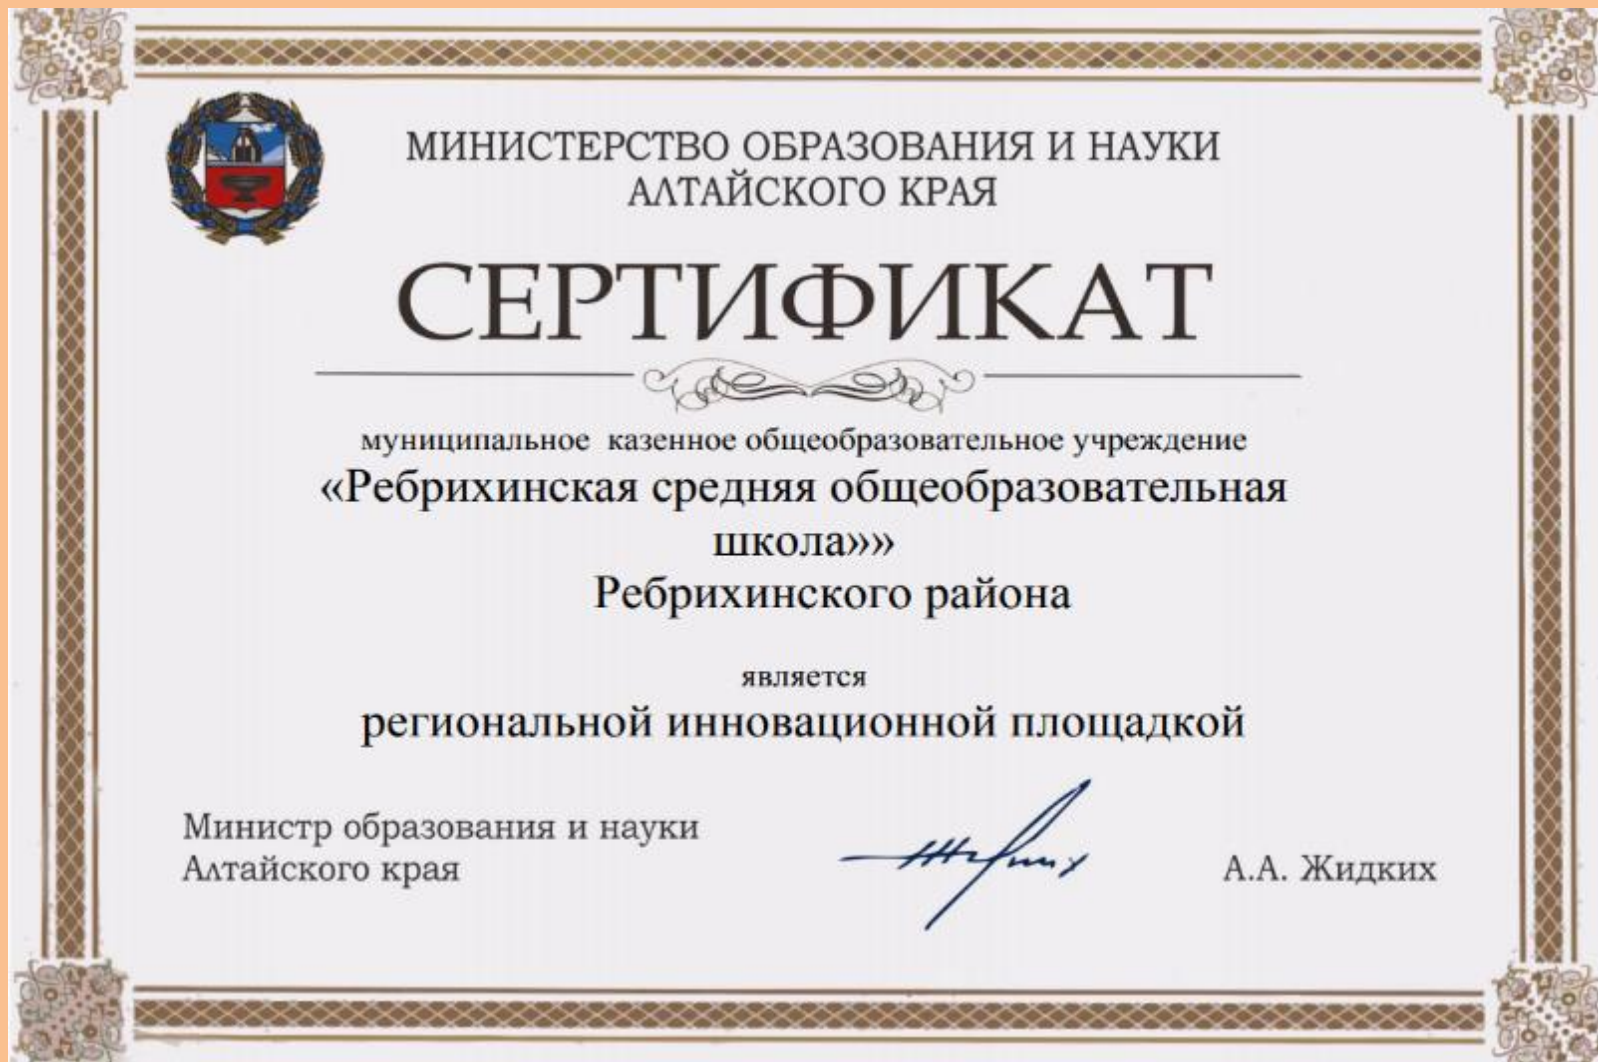 МИНИСТЕРСТВО ОБРАЗОВАНИЯ И НАУКИ
АЛТАЙСКОГО КРАЯ
СЕРТИФИКАТ
муниципальное казенное общеобразовательное учреждение
«Ребрихинская средняя общеобразовательная
школа»»
Ребрихинского района
является
региональной инновационной площадкой
Министр образования и науки
Алтайского края
А.А. Жидких